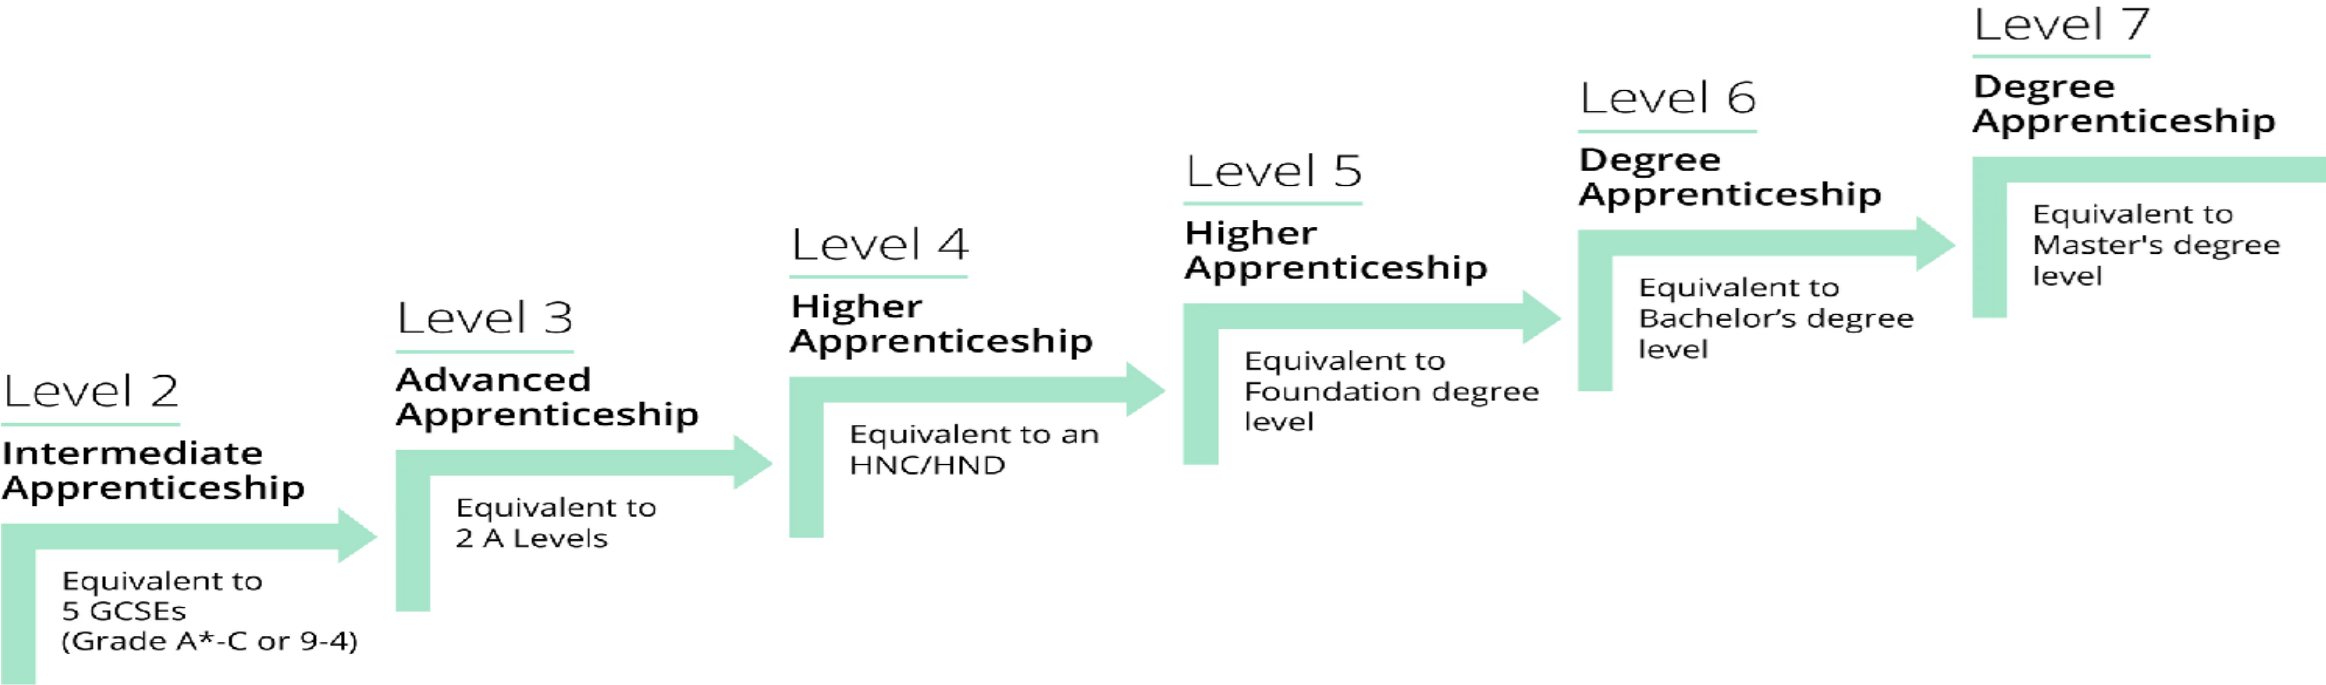 Level 2
Intermediate
Apprenticeship
Equivalent to
5 GCSEs
(Grade A*-C or 9-4)
Level 3
Advanced
Apprenticeship
Equivalent to
2 A Levels
Level 4
Higher
Apprenticeship
Equivalent to an
HNC/HND
Level 5
Higher
Apprenticeship
Equivalent to
Foundation degree
level
Level 6
Degree
Apprenticeship
Equivalent to
Bachelor’s degree
level
Level 7
Degree
Apprenticeship
Equivalent to
Master's degree
level